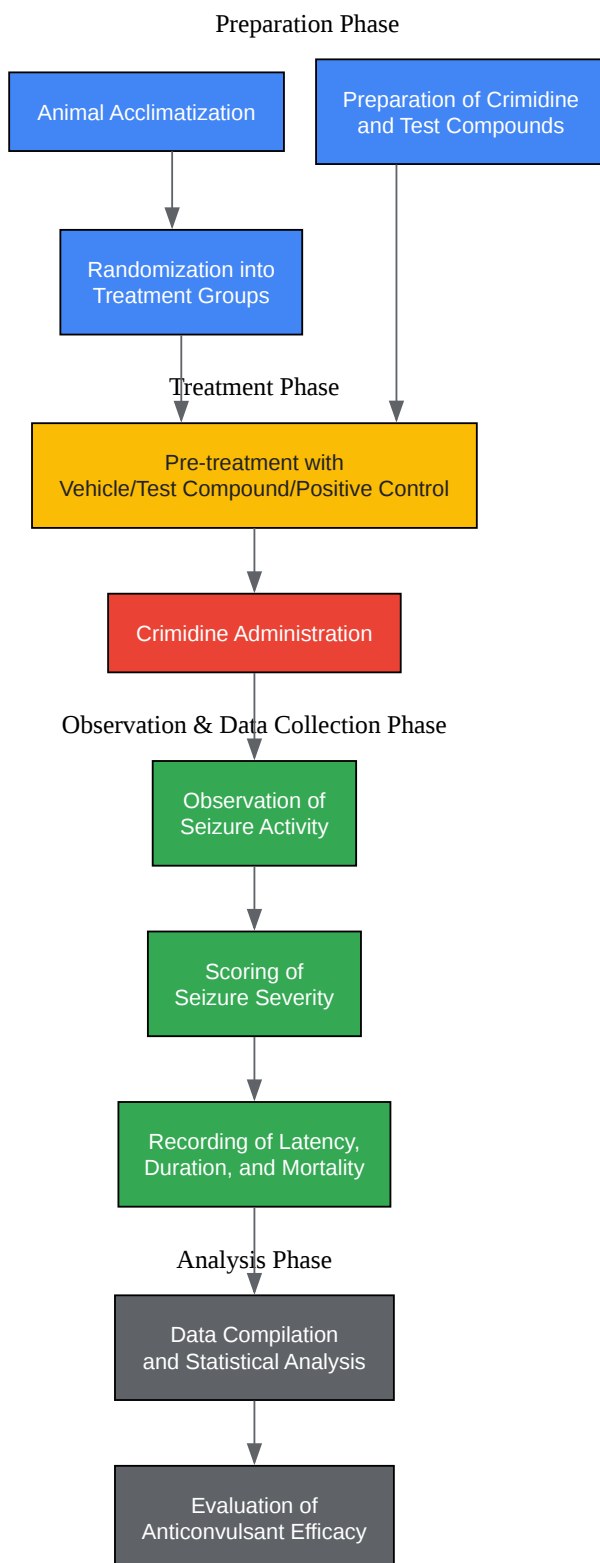 Preparation Phase
Animal Acclimatization
Preparation of Crimidine
and Test Compounds
Randomization into
Treatment Groups
Treatment Phase
Pre-treatment with
Vehicle/Test Compound/Positive Control
Crimidine Administration
Observation & Data Collection Phase
Observation of
Seizure Activity
Scoring of
Seizure Severity
Recording of Latency,
Duration, and Mortality
Analysis Phase
Data Compilation
and Statistical Analysis
Evaluation of
Anticonvulsant Efficacy